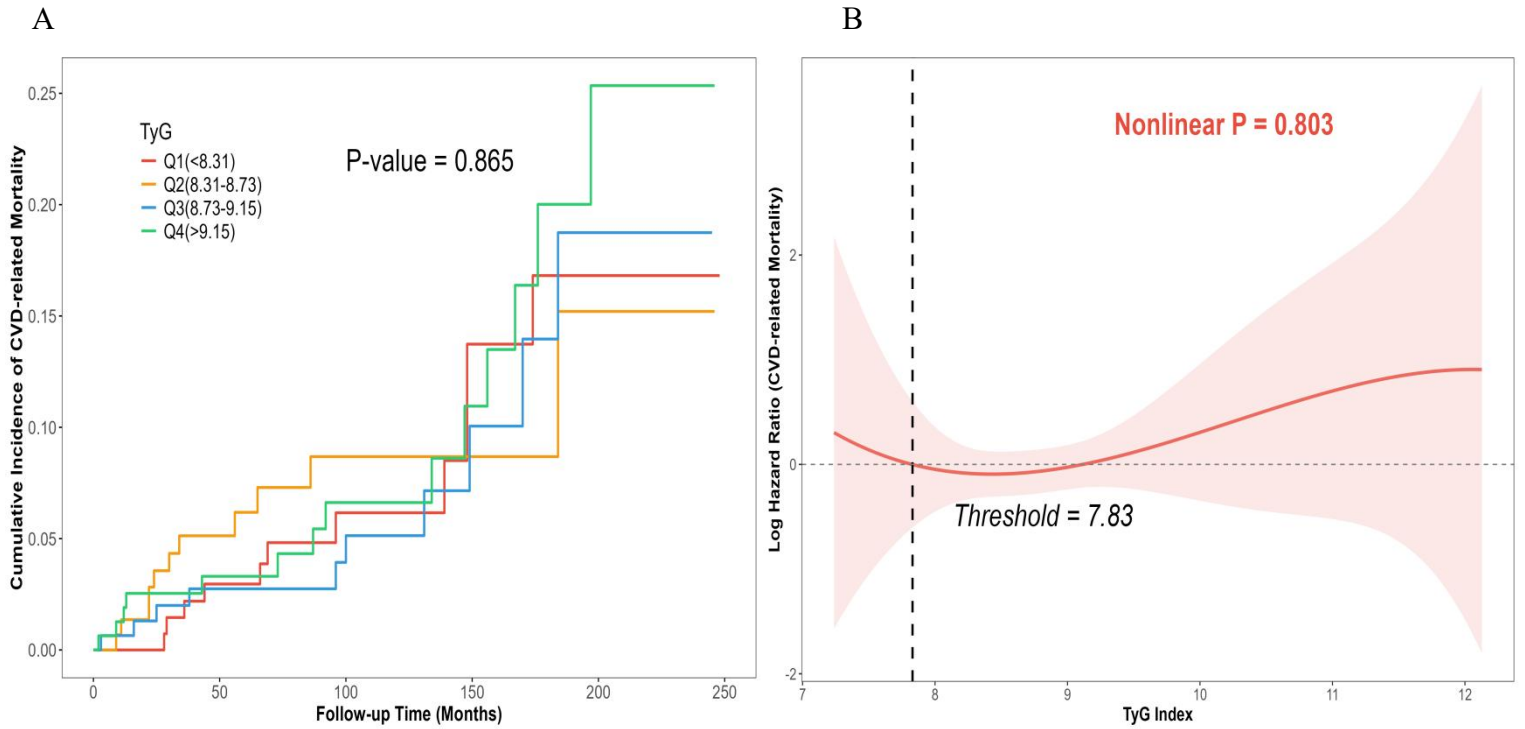 A
B
Cumulative Incidence of CVD-related Mortality
0.25
0.20
0.15
0.10
0.05
0.00
TyG
Q1(<8.31)
Q2(8.31-8.73)
Q3(8.73-9.15)
Q4(>9.15)
P-value = 0.865
0
50
100
150
200
250
Follow-up Time (Months)
Log Hazard Ratio (CVD-related Mortality)
2
0
-2
Nonlinear P = 0.803
Threshold = 7.83
7
8
9
10
11
12
TyG Index